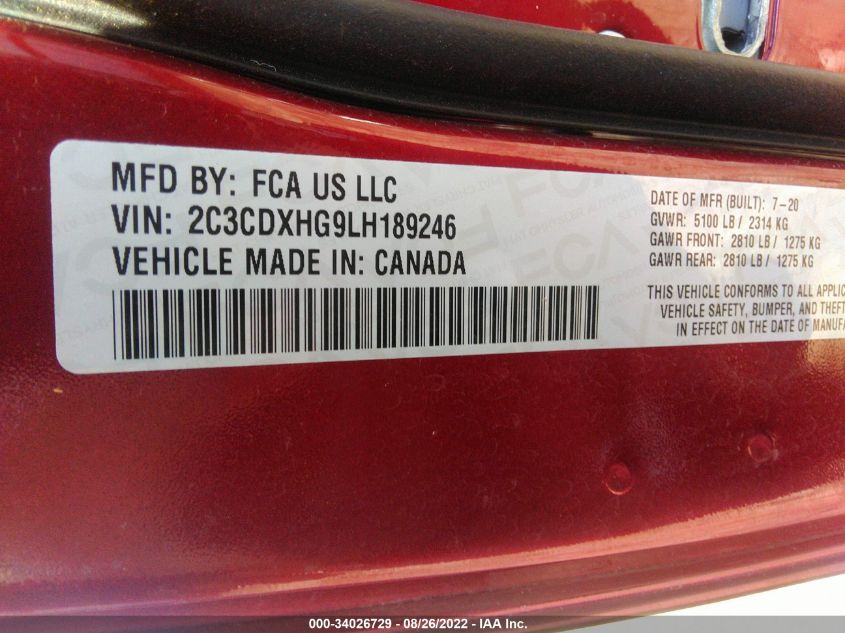 MFD BY: FCA US LLC
VIN: 2C3CDXHG9LH189246
VEHICLE MADE IN: CANADA
DATE OF MFR (BUILT): 7-20
GVWR: 5100 LB / 2314 KG
GAWR FRONT: 2810 LB / 1275 KG
GAWR REAR: 2810 LB / 1275 KG
THIS VEHICLE CONFORMS TO ALL APPLIC
VEHICLE SAFETY, BUMPER, AND THEFT
IN EFFECT ON THE DATE OF MANUFA
000-34026729 - 08/26/2022 - IAA Inc.